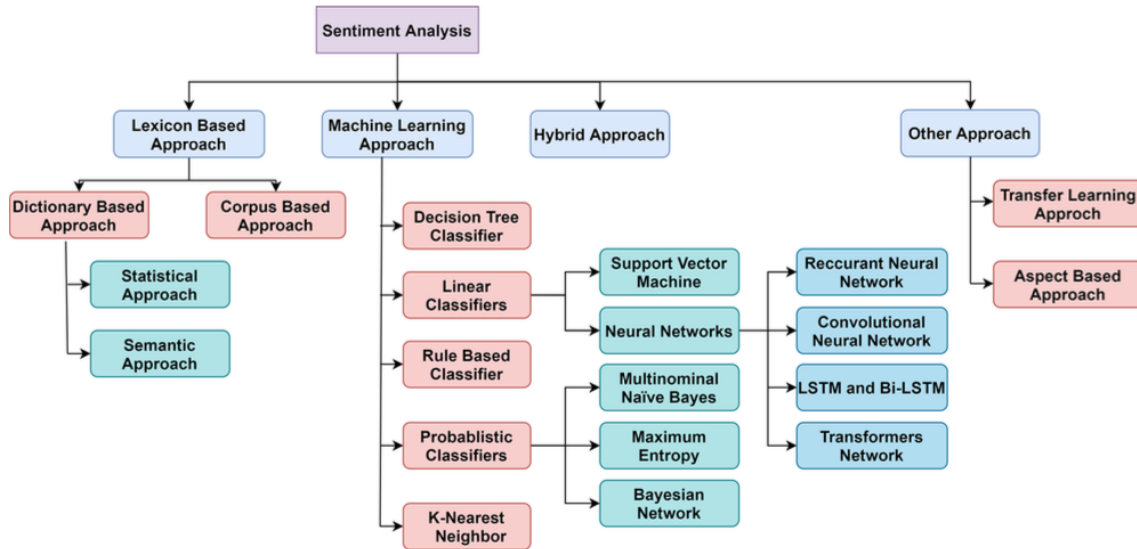 Sentiment Analysis
Lexicon Based
Approach
Machine Learning
Approach
Hybrid Approach
Other Approach
Dictionary Based
Approach
Corpus Based
Approach
Statistical
Approach
Semantic
Approach
Decision Tree
Classifier
Linear
Classifiers
Rule Based
Classifier
Probablistic
Classifiers
K-Nearest
Neighbor
Support Vector
Machine
Neural Networks
Multinominal
Naïve Bayes
Maximum
Entropy
Bayesian
Network
Reccurant Neural
Network
Convolutional
Neural Network
LSTM and Bi-LSTM
Transformers
Network
Transfer Learning
Approch
Aspect Based
Approach